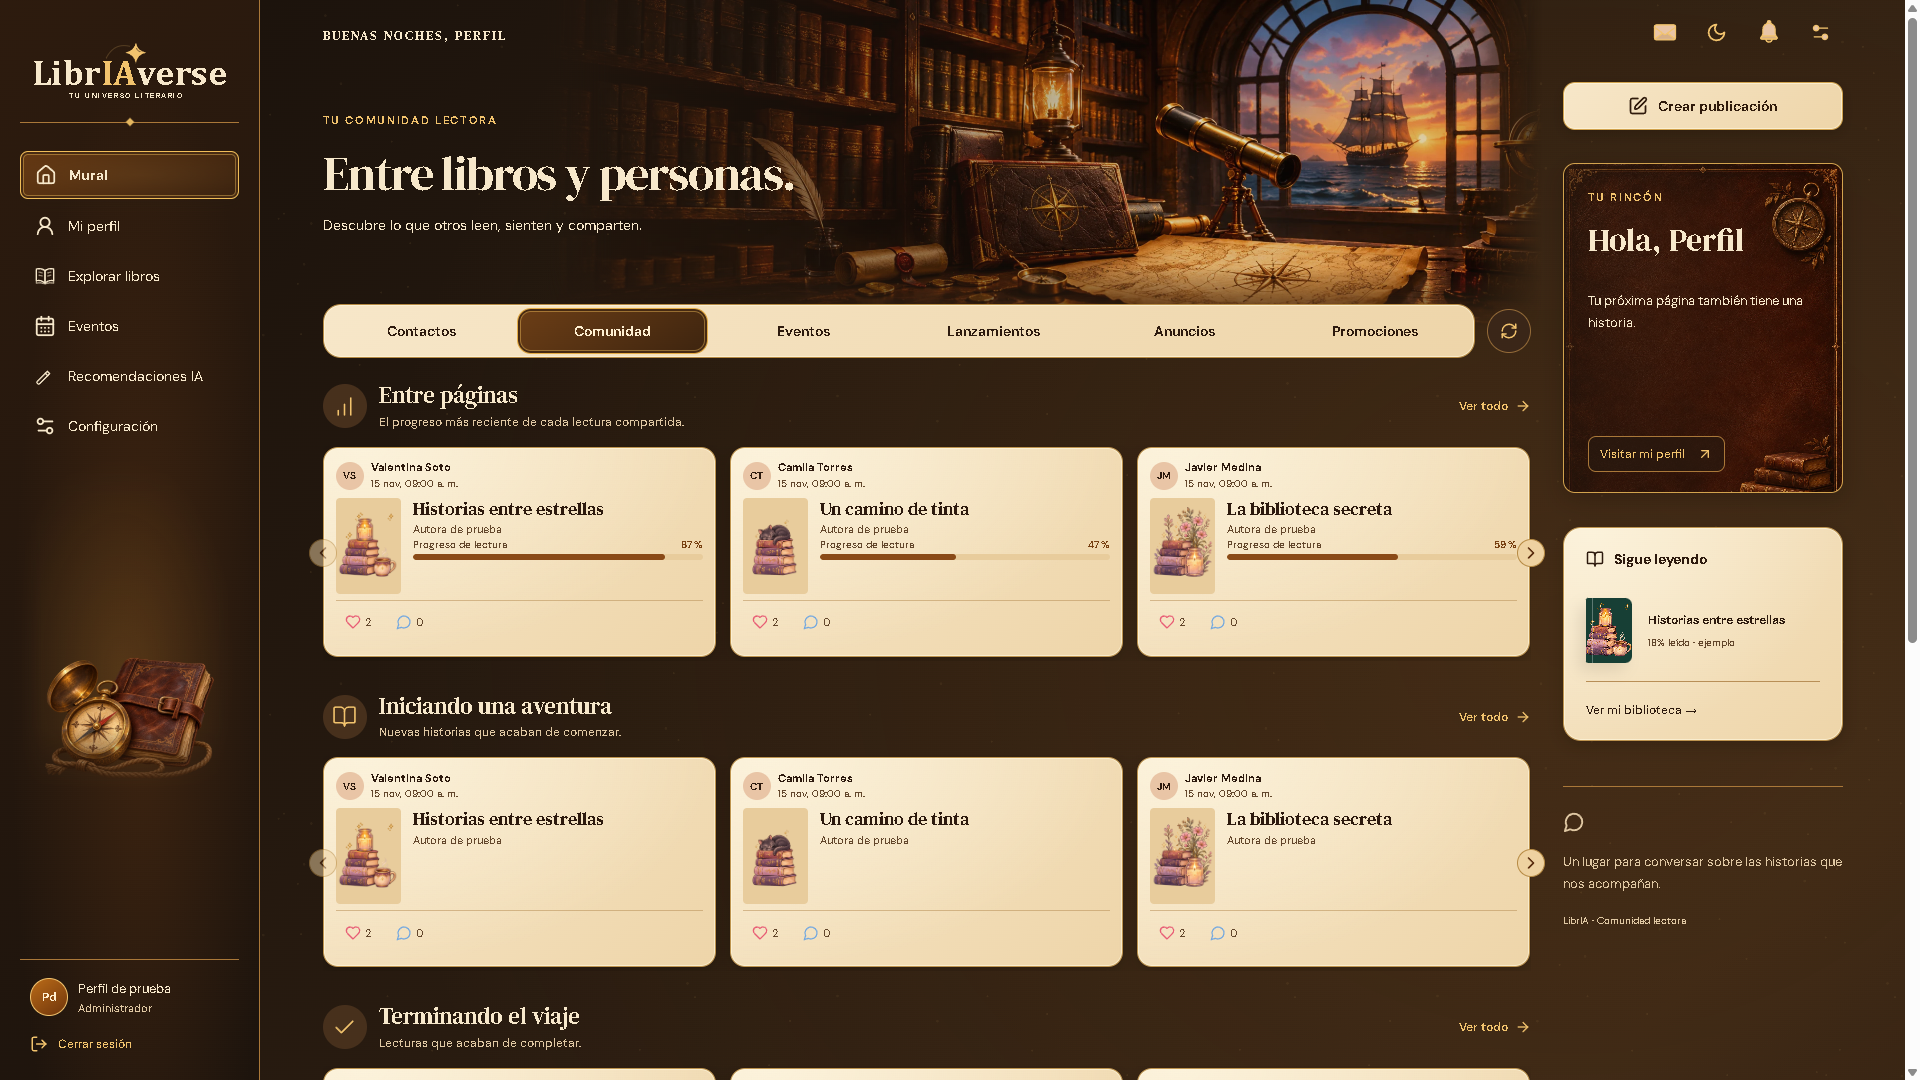 LibrIAverse
TU UNIVERSO LITERARIO
Mural
Mi perfil
Explorar libros
Eventos
Recomendaciones IA
Configuración
Pd
Perfil de prueba
Administrador
Cerrar sesión
BUENAS NOCHES, PERFIL
TU COMUNIDAD LECTORA
Entre libros y personas.
Descubre lo que otros leen, sienten y comparten.
Contactos
Comunidad
Eventos
Lanzamientos
Anuncios
Promociones
Entre páginas
El progreso más reciente de cada lectura compartida.
Ver todo →
VS
Valentina Soto
15 nov, 09:00 a. m.
Historias entre estrellas
Autora de prueba
Progreso de lectura 87 %
2 0
CT
Camila Torres
15 nov, 09:00 a. m.
Un camino de tinta
Autora de prueba
Progreso de lectura 47 %
2 0
JM
Javier Medina
15 nov, 09:00 a. m.
La biblioteca secreta
Autora de prueba
Progreso de lectura 59 %
2 0
Iniciando una aventura
Nuevas historias que acaban de comenzar.
Ver todo →
VS
Valentina Soto
15 nov, 09:00 a. m.
Historias entre estrellas
Autora de prueba
2 0
CT
Camila Torres
15 nov, 09:00 a. m.
Un camino de tinta
Autora de prueba
2 0
JM
Javier Medina
15 nov, 09:00 a. m.
La biblioteca secreta
Autora de prueba
2 0
Terminando el viaje
Lecturas que acaban de completar.
Ver todo →
Crear publicación
TU RINCÓN
Hola, Perfil
Tu próxima página también tiene una
historia.
Visitar mi perfil
Sigue leyendo
Historias entre estrellas
18% leído · ejemplo
Ver mi biblioteca →
Un lugar para conversar sobre las historias que
nos acompañan.
LibrIA · Comunidad lectora